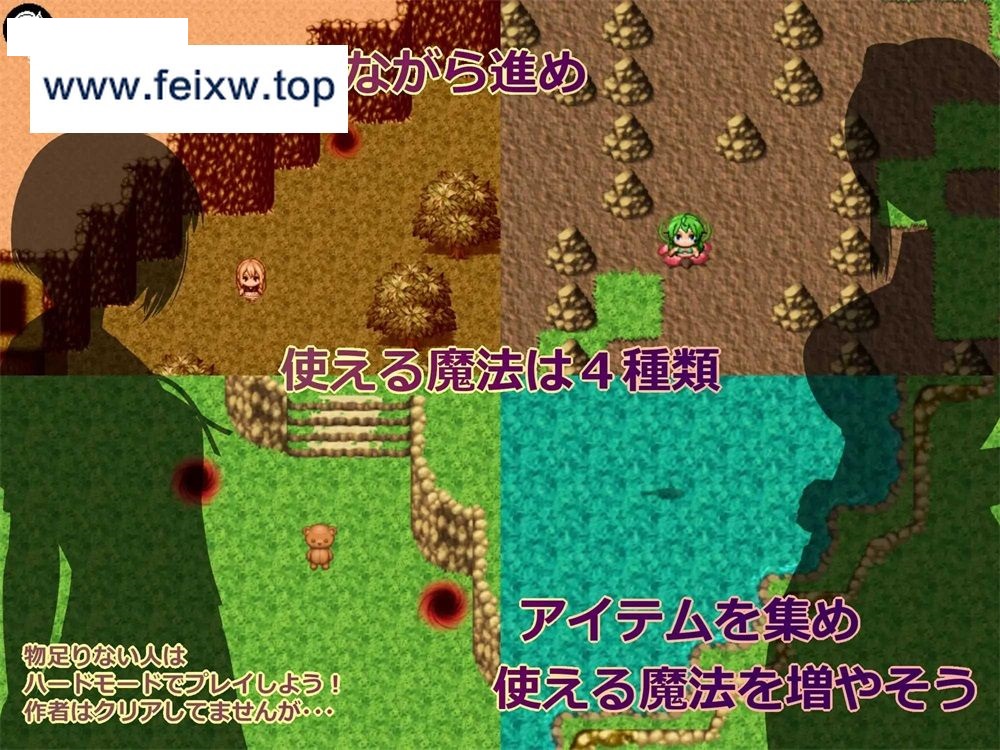 www.feixw.top
ながら進め
使える魔法は４種類
アイテムを集め
使える魔法を増やそう
物足りない人は
ハードモードでプレイしよう！
作者はクリアしてませんが・・・